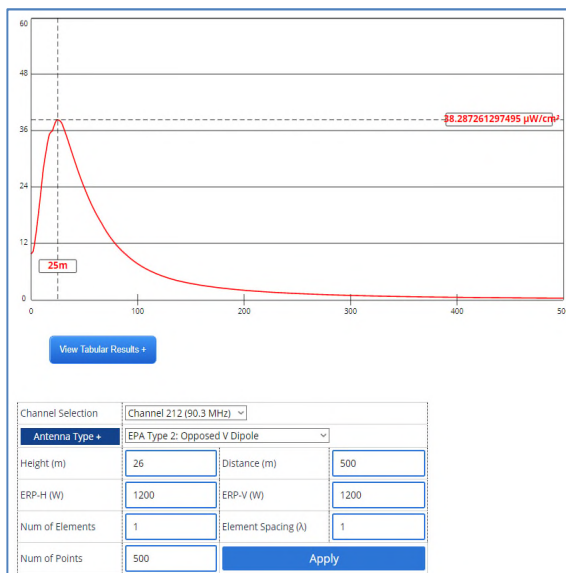 60
48
38.287261297495 µW/cm²
36
24
12
25m
0
0 100 200 300 400 500
View Tabular Results +
Channel Selection Channel 212 (90.3 MHz)
Antenna Type + EPA Type 2: Opposed V Dipole
Height (m) 26 Distance (m) 500
ERP-H (W) 1200 ERP-V (W) 1200
Num of Elements 1 Element Spacing (λ) 1
Num of Points 500 Apply